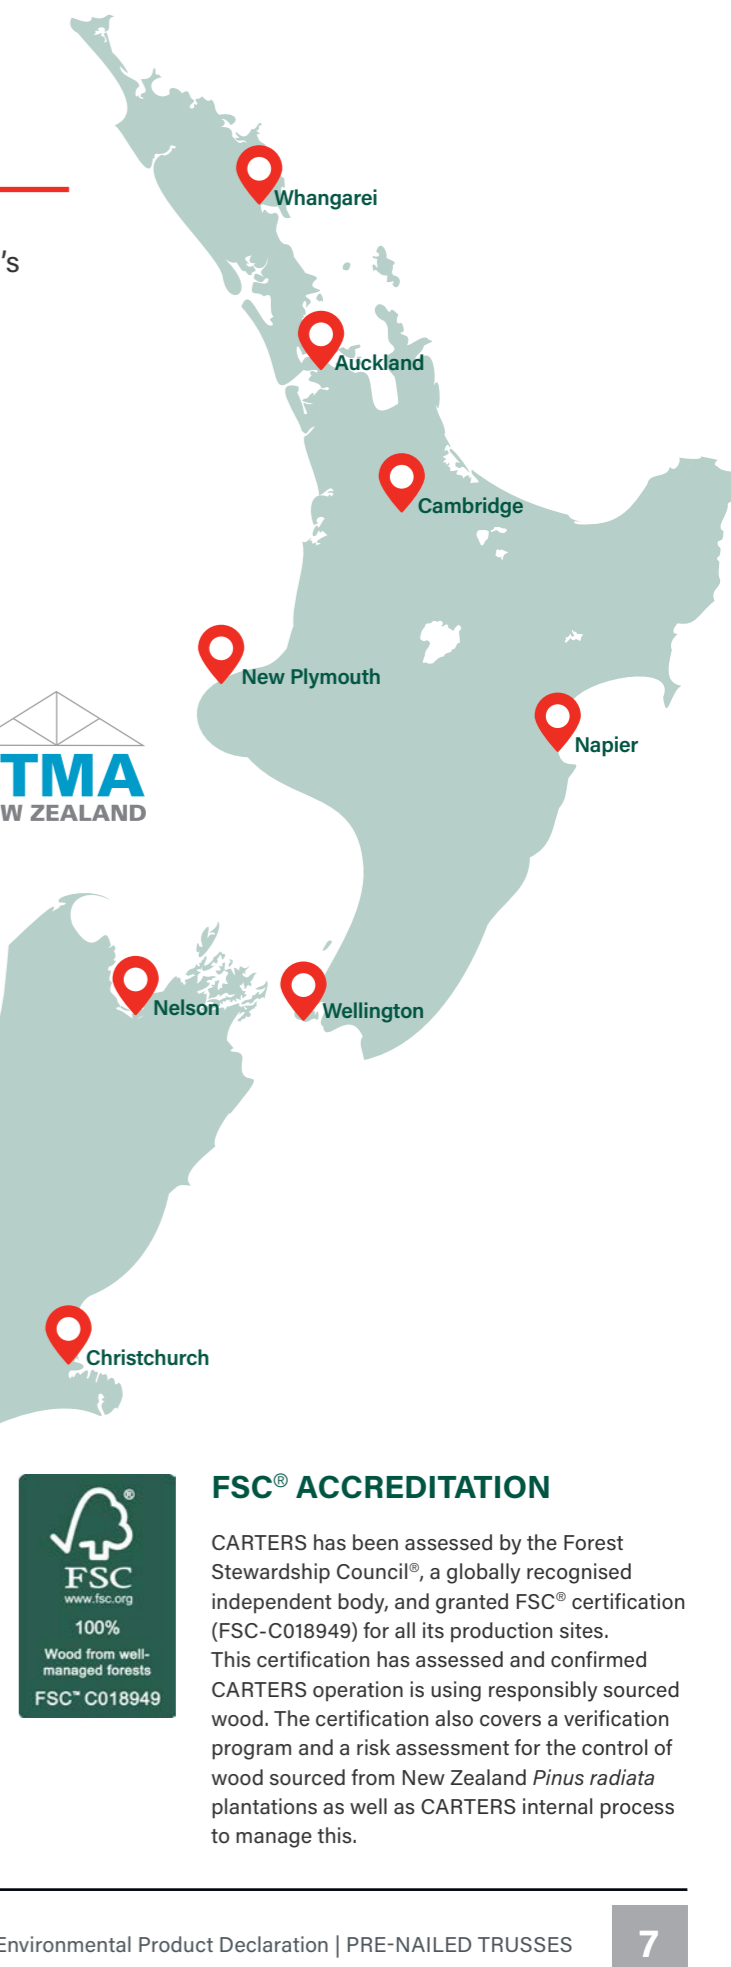 's
Whangarei
Auckland
Cambridge
New Plymouth
Napier
TMA
W ZEALAND
Nelson
Wellington
Christchurch
®
FSC
www.fsc.org
100%
Wood from well-
managed forests
FSC™ C018949
FSC® ACCREDITATION
CARTERS has been assessed by the Forest
Stewardship Council®, a globally recognised
independent body, and granted FSC® certification
(FSC-C018949) for all its production sites.
This certification has assessed and confirmed
CARTERS operation is using responsibly sourced
wood. The certification also covers a verification
program and a risk assessment for the control of
wood sourced from New Zealand Pinus radiata
plantations as well as CARTERS internal process
to manage this.
Environmental Product Declaration | PRE-NAILED TRUSSES
7